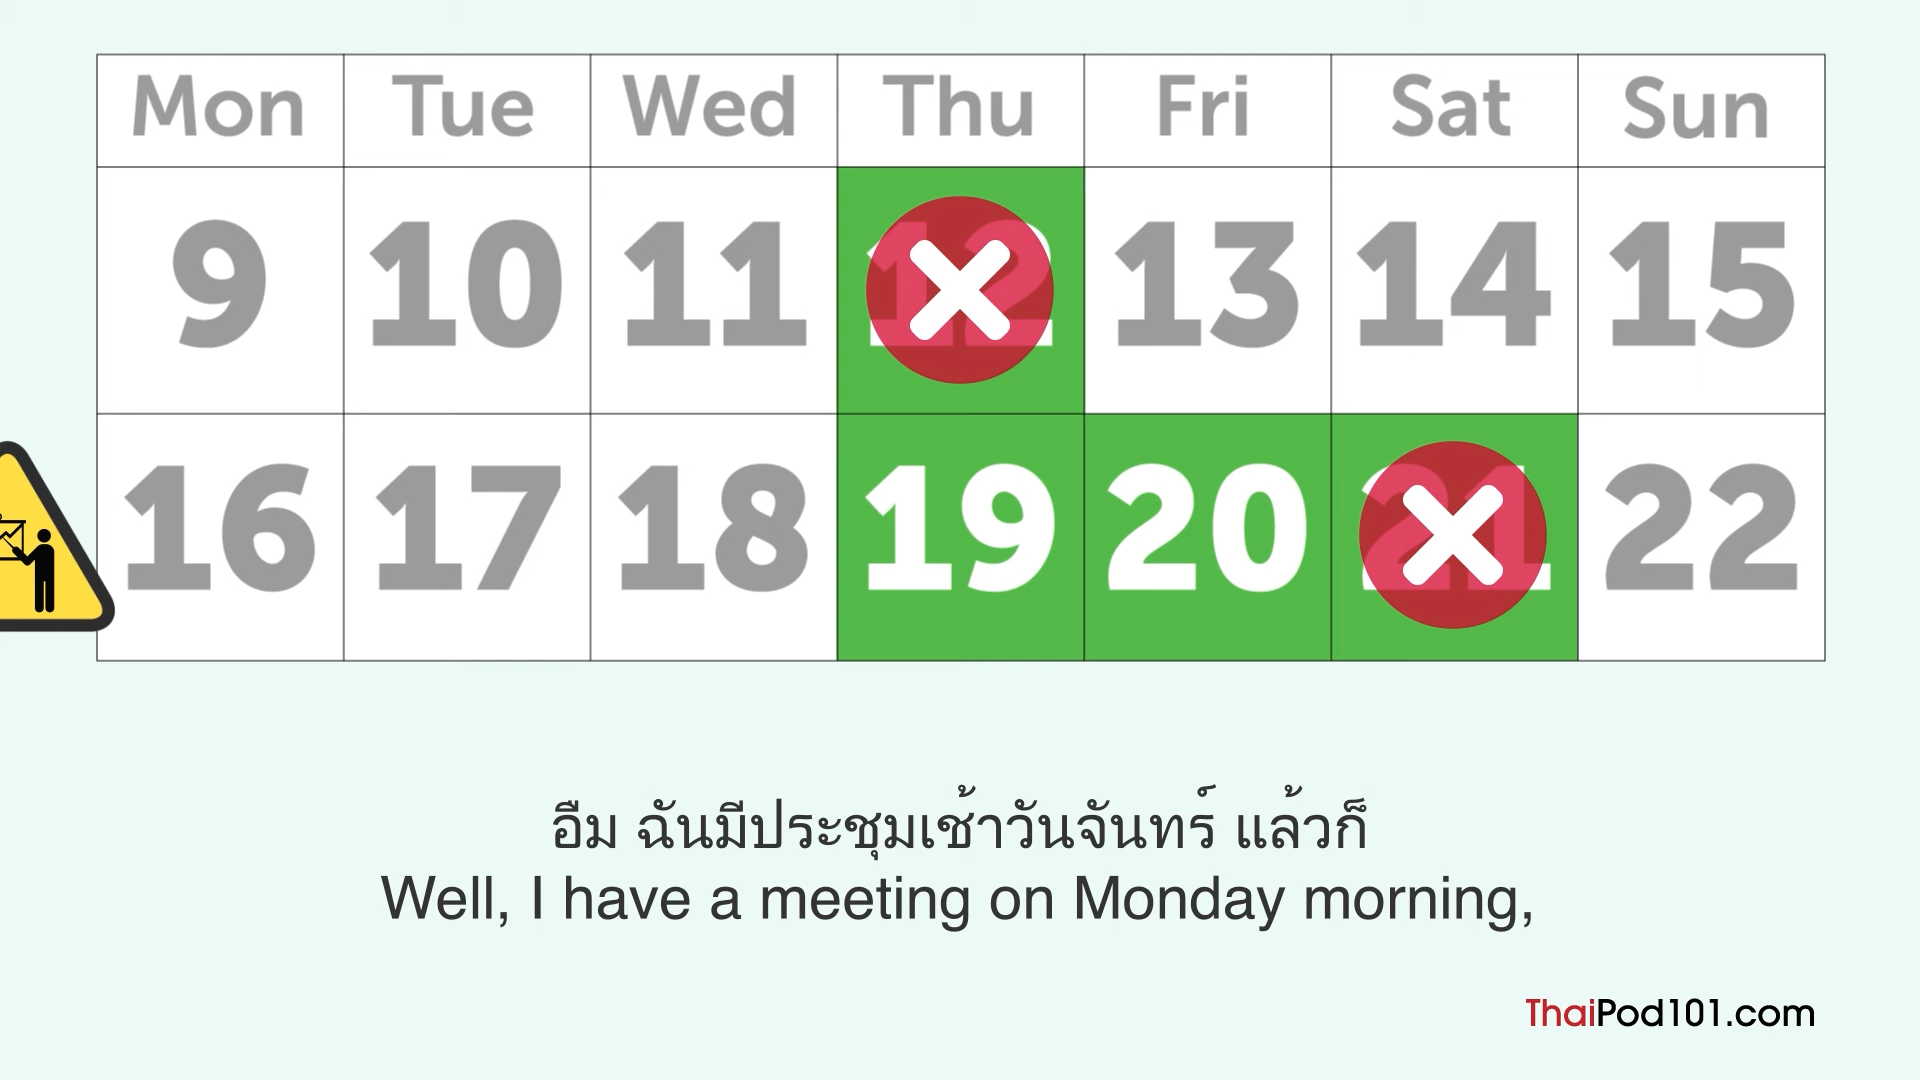 Mon Tue Wed Thu Fri Sat Sun
9 10 11 12 13 14 15
16 17 18 19 20 21 22
อืม ฉันมีประชุมเช้าวันจันทร์ แล้วก็
Well, I have a meeting on Monday morning,
ThaiPod101.com